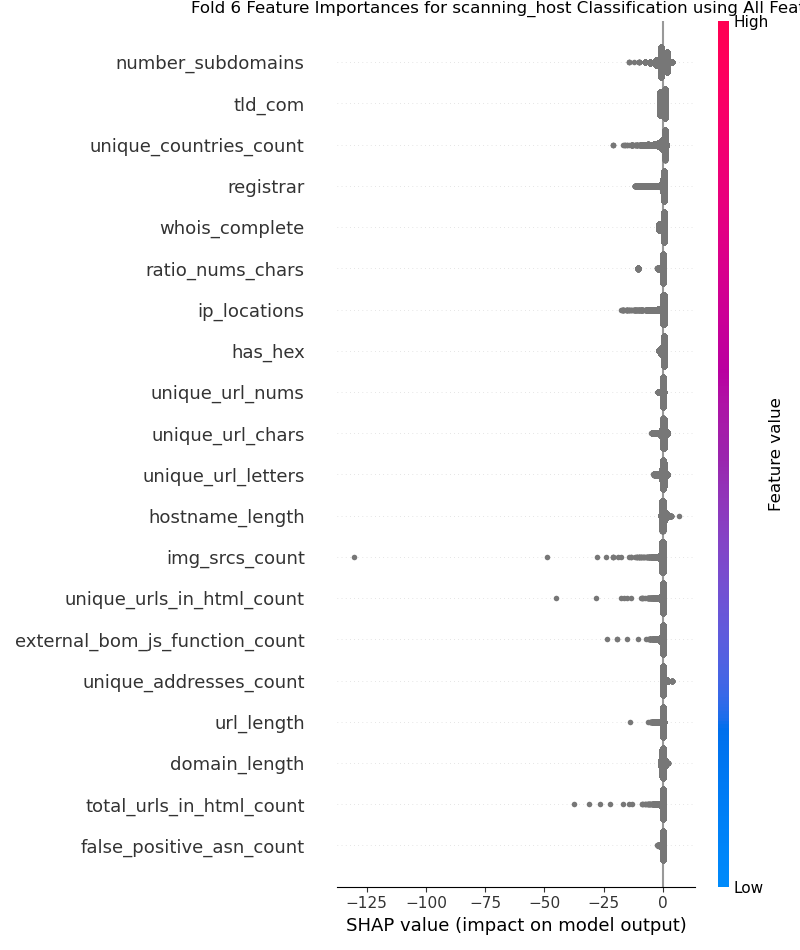 Fold 6 Feature Importances for scanning_host Classification using All Fea
High
number_subdomains
tld_com
unique_countries_count
registrar
whois_complete
ratio_nums_chars
ip_locations
has_hex
unique_url_nums
unique_url_chars
unique_url_letters
hostname_length
img_srcs_count
unique_urls_in_html_count
external_bom_js_function_count
unique_addresses_count
url_length
domain_length
total_urls_in_html_count
false_positive_asn_count
Feature value
Low
−125 −100 −75 −50 −25 0
SHAP value (impact on model output)